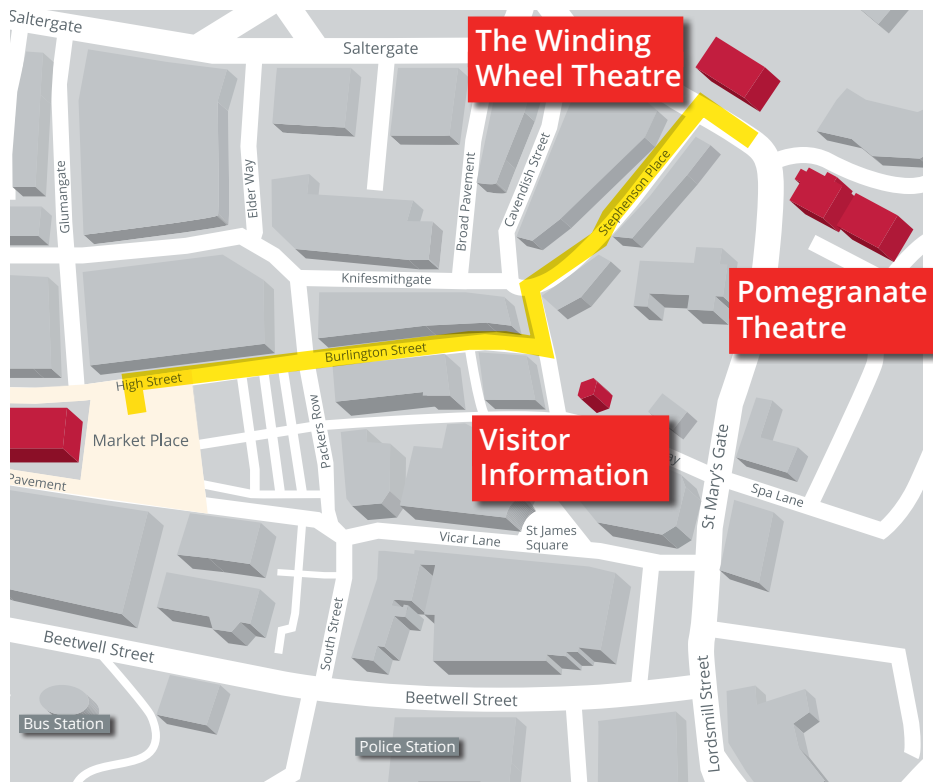 Saltergate
Saltergate
The Winding
Wheel Theatre
Glumangate
Elder Way
Broad Pavement
Cavendish Street
Stephenson Place
Knifesmithgate
Pomegranate
Theatre
Burlington Street
High Street
Market Place
Packers Row
Visitor
Information
Pavement
St Mary's Gate
Spa Lane
Vicar Lane
St James
Square
South Street
Beetwell Street
Beetwell Street
Lordsmill Street
Bus Station
Police Station